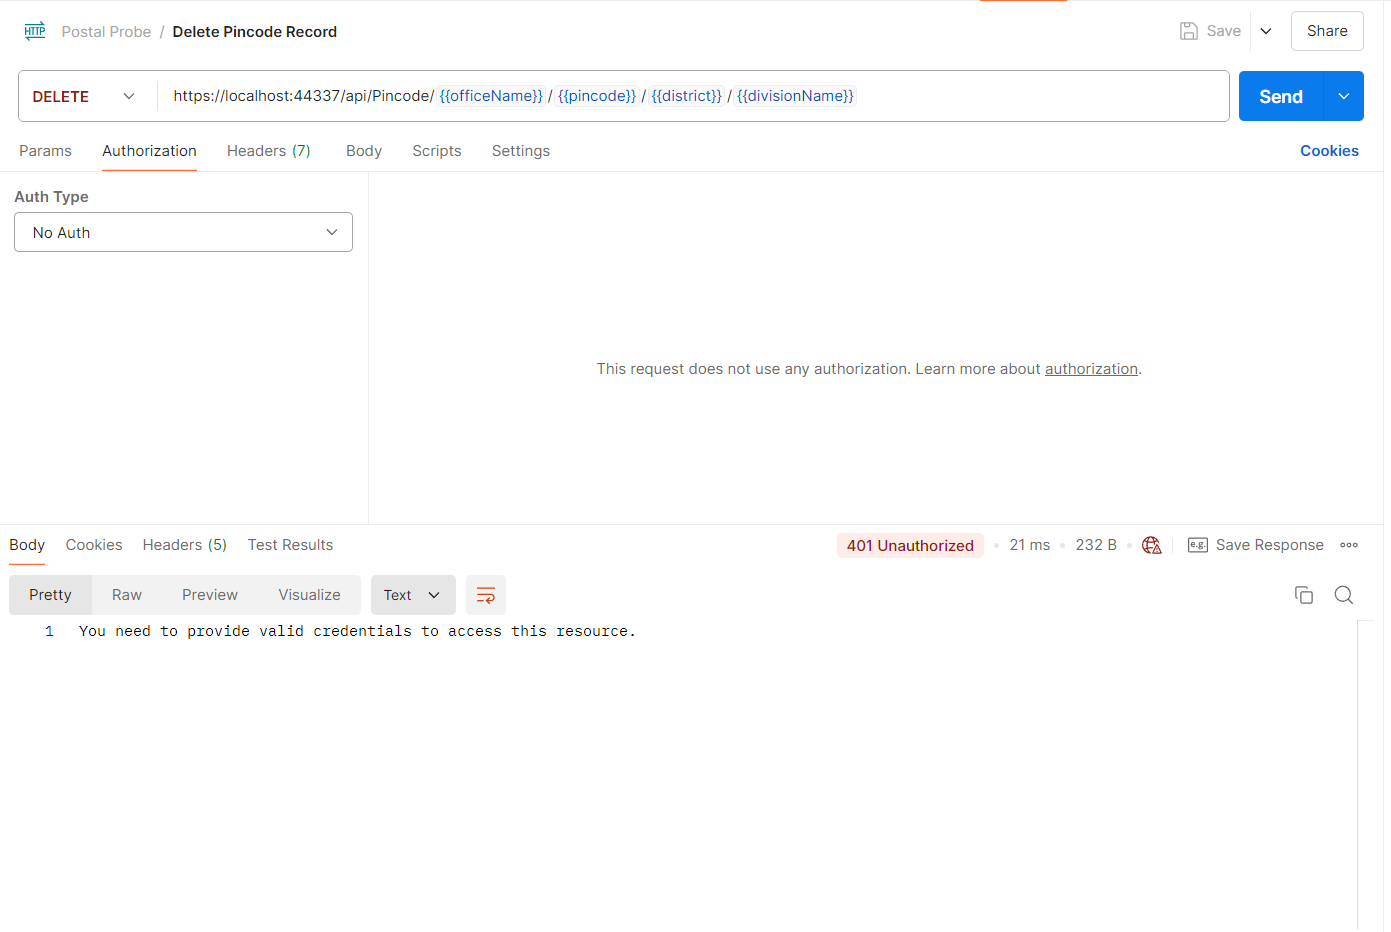 HTTP Postal Probe / Delete Pincode Record Save Share
DELETE https://localhost:44337/api/Pincode/ {{officeName}} / {{pincode}} / {{district}} / {{divisionName}} Send
Params Authorization Headers (7) Body Scripts Settings Cookies
Auth Type
No Auth
This request does not use any authorization. Learn more about authorization.
Body Cookies Headers (5) Test Results 401 Unauthorized 21 ms 232 B e.g. Save Response
Pretty Raw Preview Visualize Text
1 You need to provide valid credentials to access this resource.